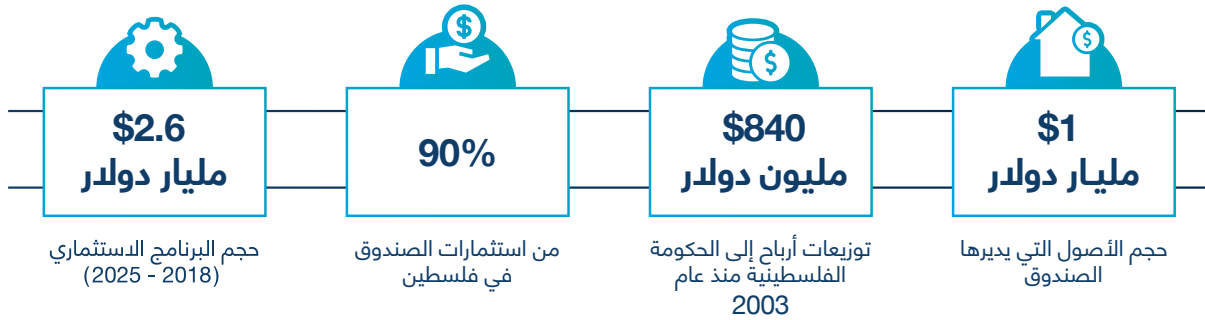 $1
مليار دولار
حجم الأصول التي يديرها
الصندوق
$840
مليون دولار
توزيعات أرباح إلى الحكومة
الفلسطينية منذ عام
2003
90%
من استثمارات الصندوق
في فلسطين
$2.6
مليار دولار
حجم البرنامج الاستثماري
(2018 - 2025)